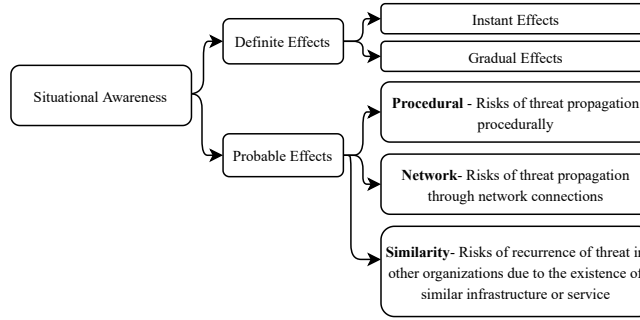 Situational Awareness
Definite Effects
Instant Effects
Gradual Effects
Probable Effects
Procedural - Risks of threat propagation
procedurally
Network- Risks of threat propagation
through network connections
Similarity- Risks of recurrence of threat in
other organizations due to the existence of
similar infrastructure or service